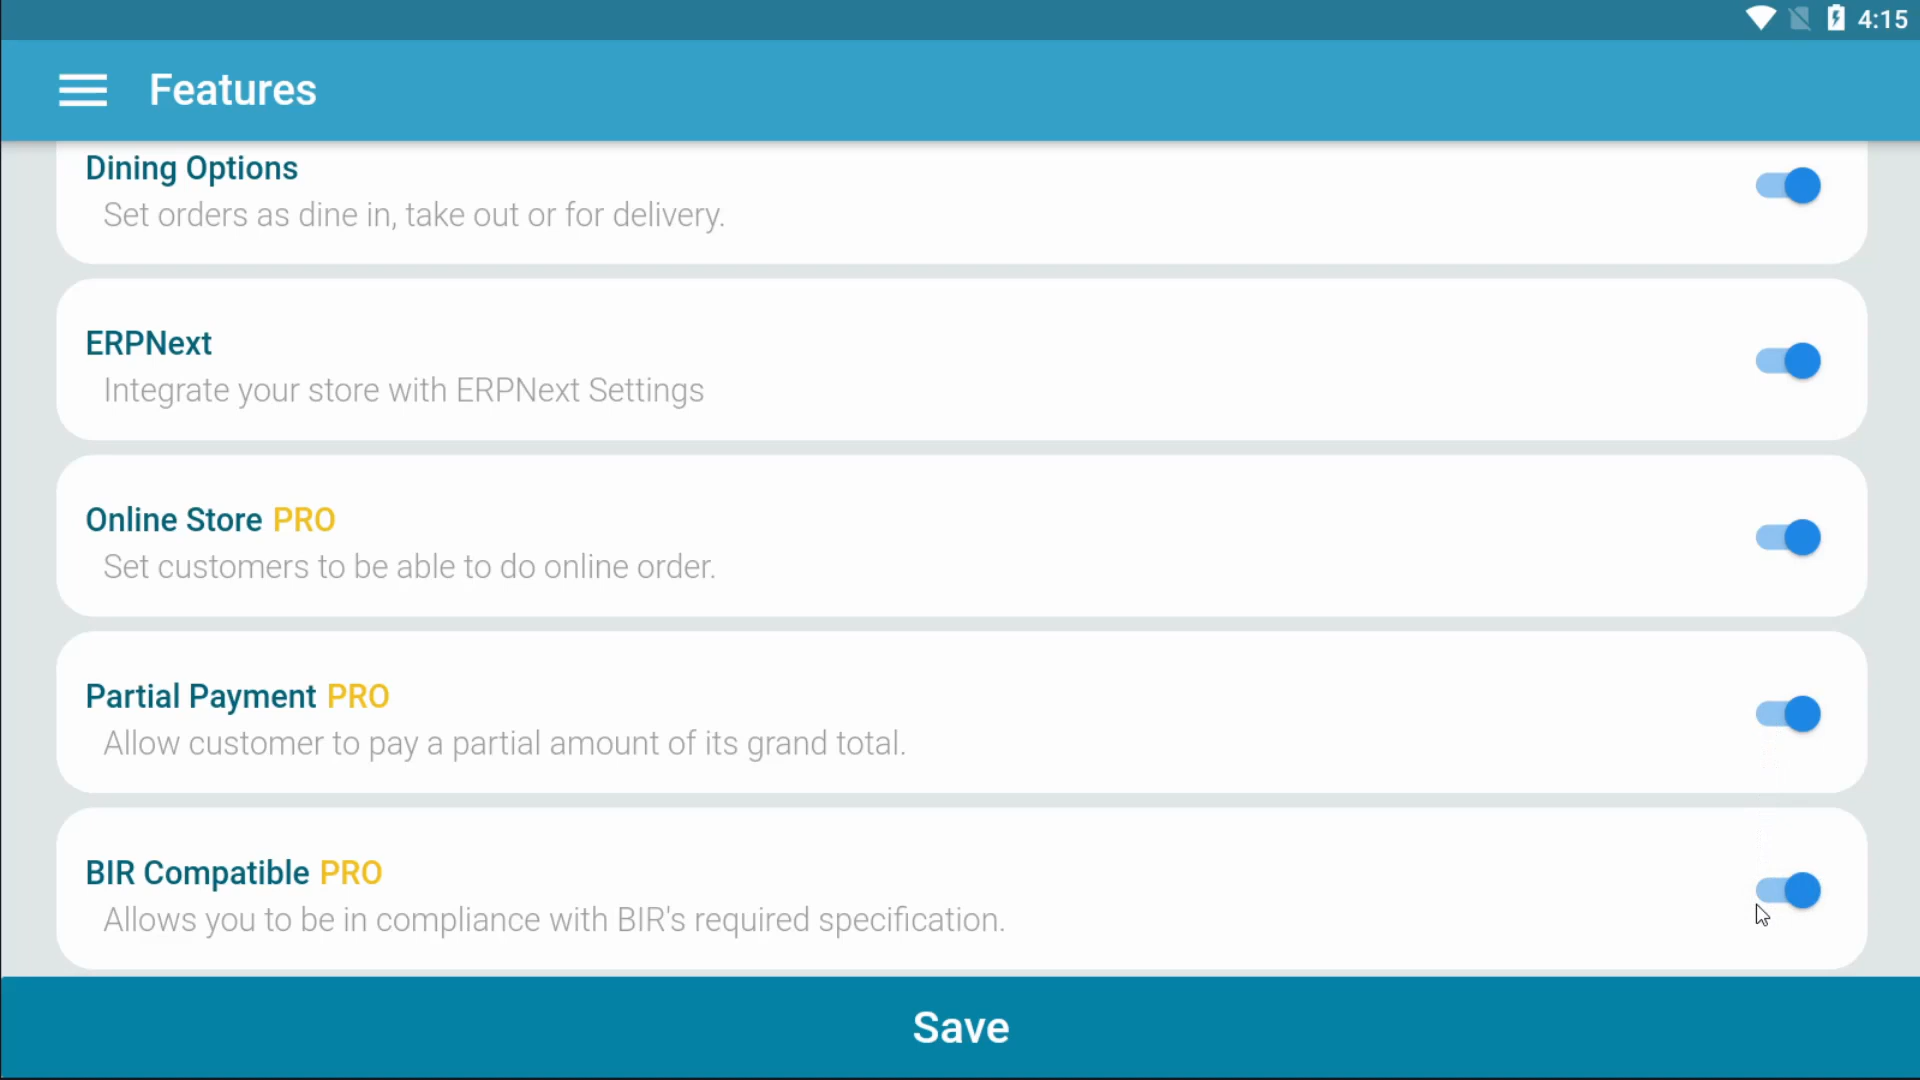 4:15
Features
Dining Options
Set orders as dine in, take out or for delivery.
ERPNext
Integrate your store with ERPNext Settings
Online Store PRO
Set customers to be able to do online order.
Partial Payment PRO
Allow customer to pay a partial amount of its grand total.
BIR Compatible PRO
Allows you to be in compliance with BIR's required specification.
Save